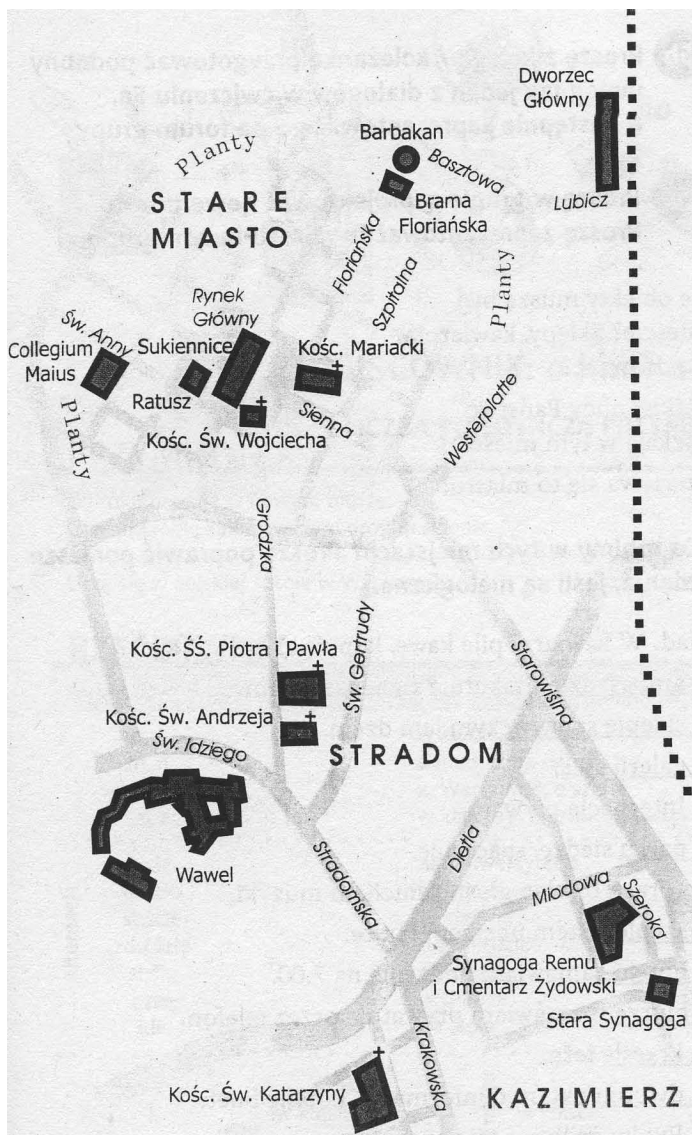 Dworzec
Główny
Planty
Barbakan
Basztowa
STARE
MIASTO
Brama
Floriańska
Lubicz
Floriańska
Szpitalna
Planty
Rynek
Główny
Św. Anny
Collegium
Maius
Sukiennice
Kośc. Mariacki
Ratusz
Sienna
Westerplatte
Planty
Kośc. Św. Wojciecha
Grodzka
Kośc. ŚŚ. Piotra i Pawła
Św. Gertrudy
Starowiślna
Kośc. Św. Andrzeja
Św. Idziego
STRADOM
Wawel
Stradomska
Dietla
Miodowa
Szeroka
Synagoga Remu
i Cmentarz Żydowski
Stara Synagoga
Krakowska
Kośc. Św. Katarzyny
KAZIMIERZ